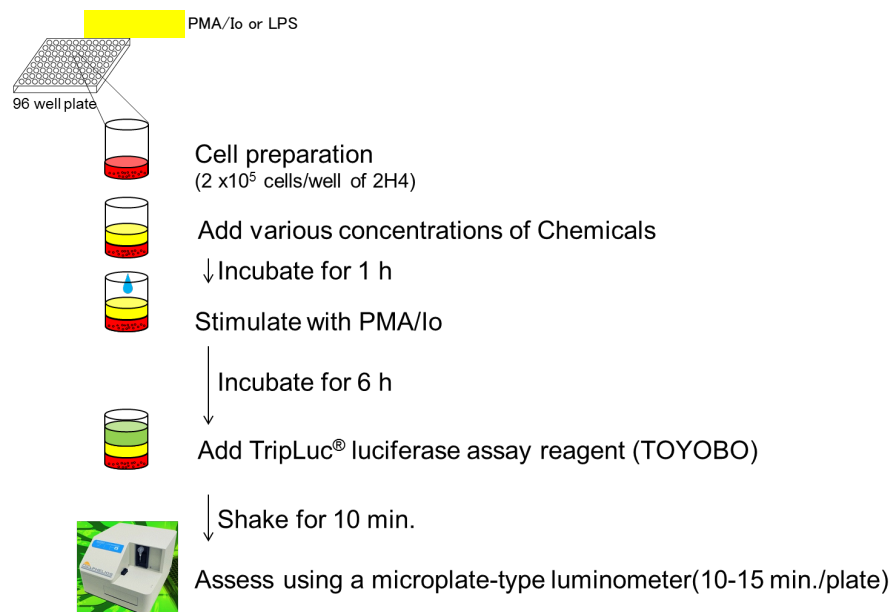 PMA/Io or LPS
96 well plate
Cell preparation
(2 x10⁵ cells/well of 2H4)
Add various concentrations of Chemicals
Incubate for 1 h
Stimulate with PMA/Io
Incubate for 6 h
Add TripLuc® luciferase assay reagent (TOYOBO)
Shake for 10 min.
Assess using a microplate-type luminometer(10-15 min./plate)